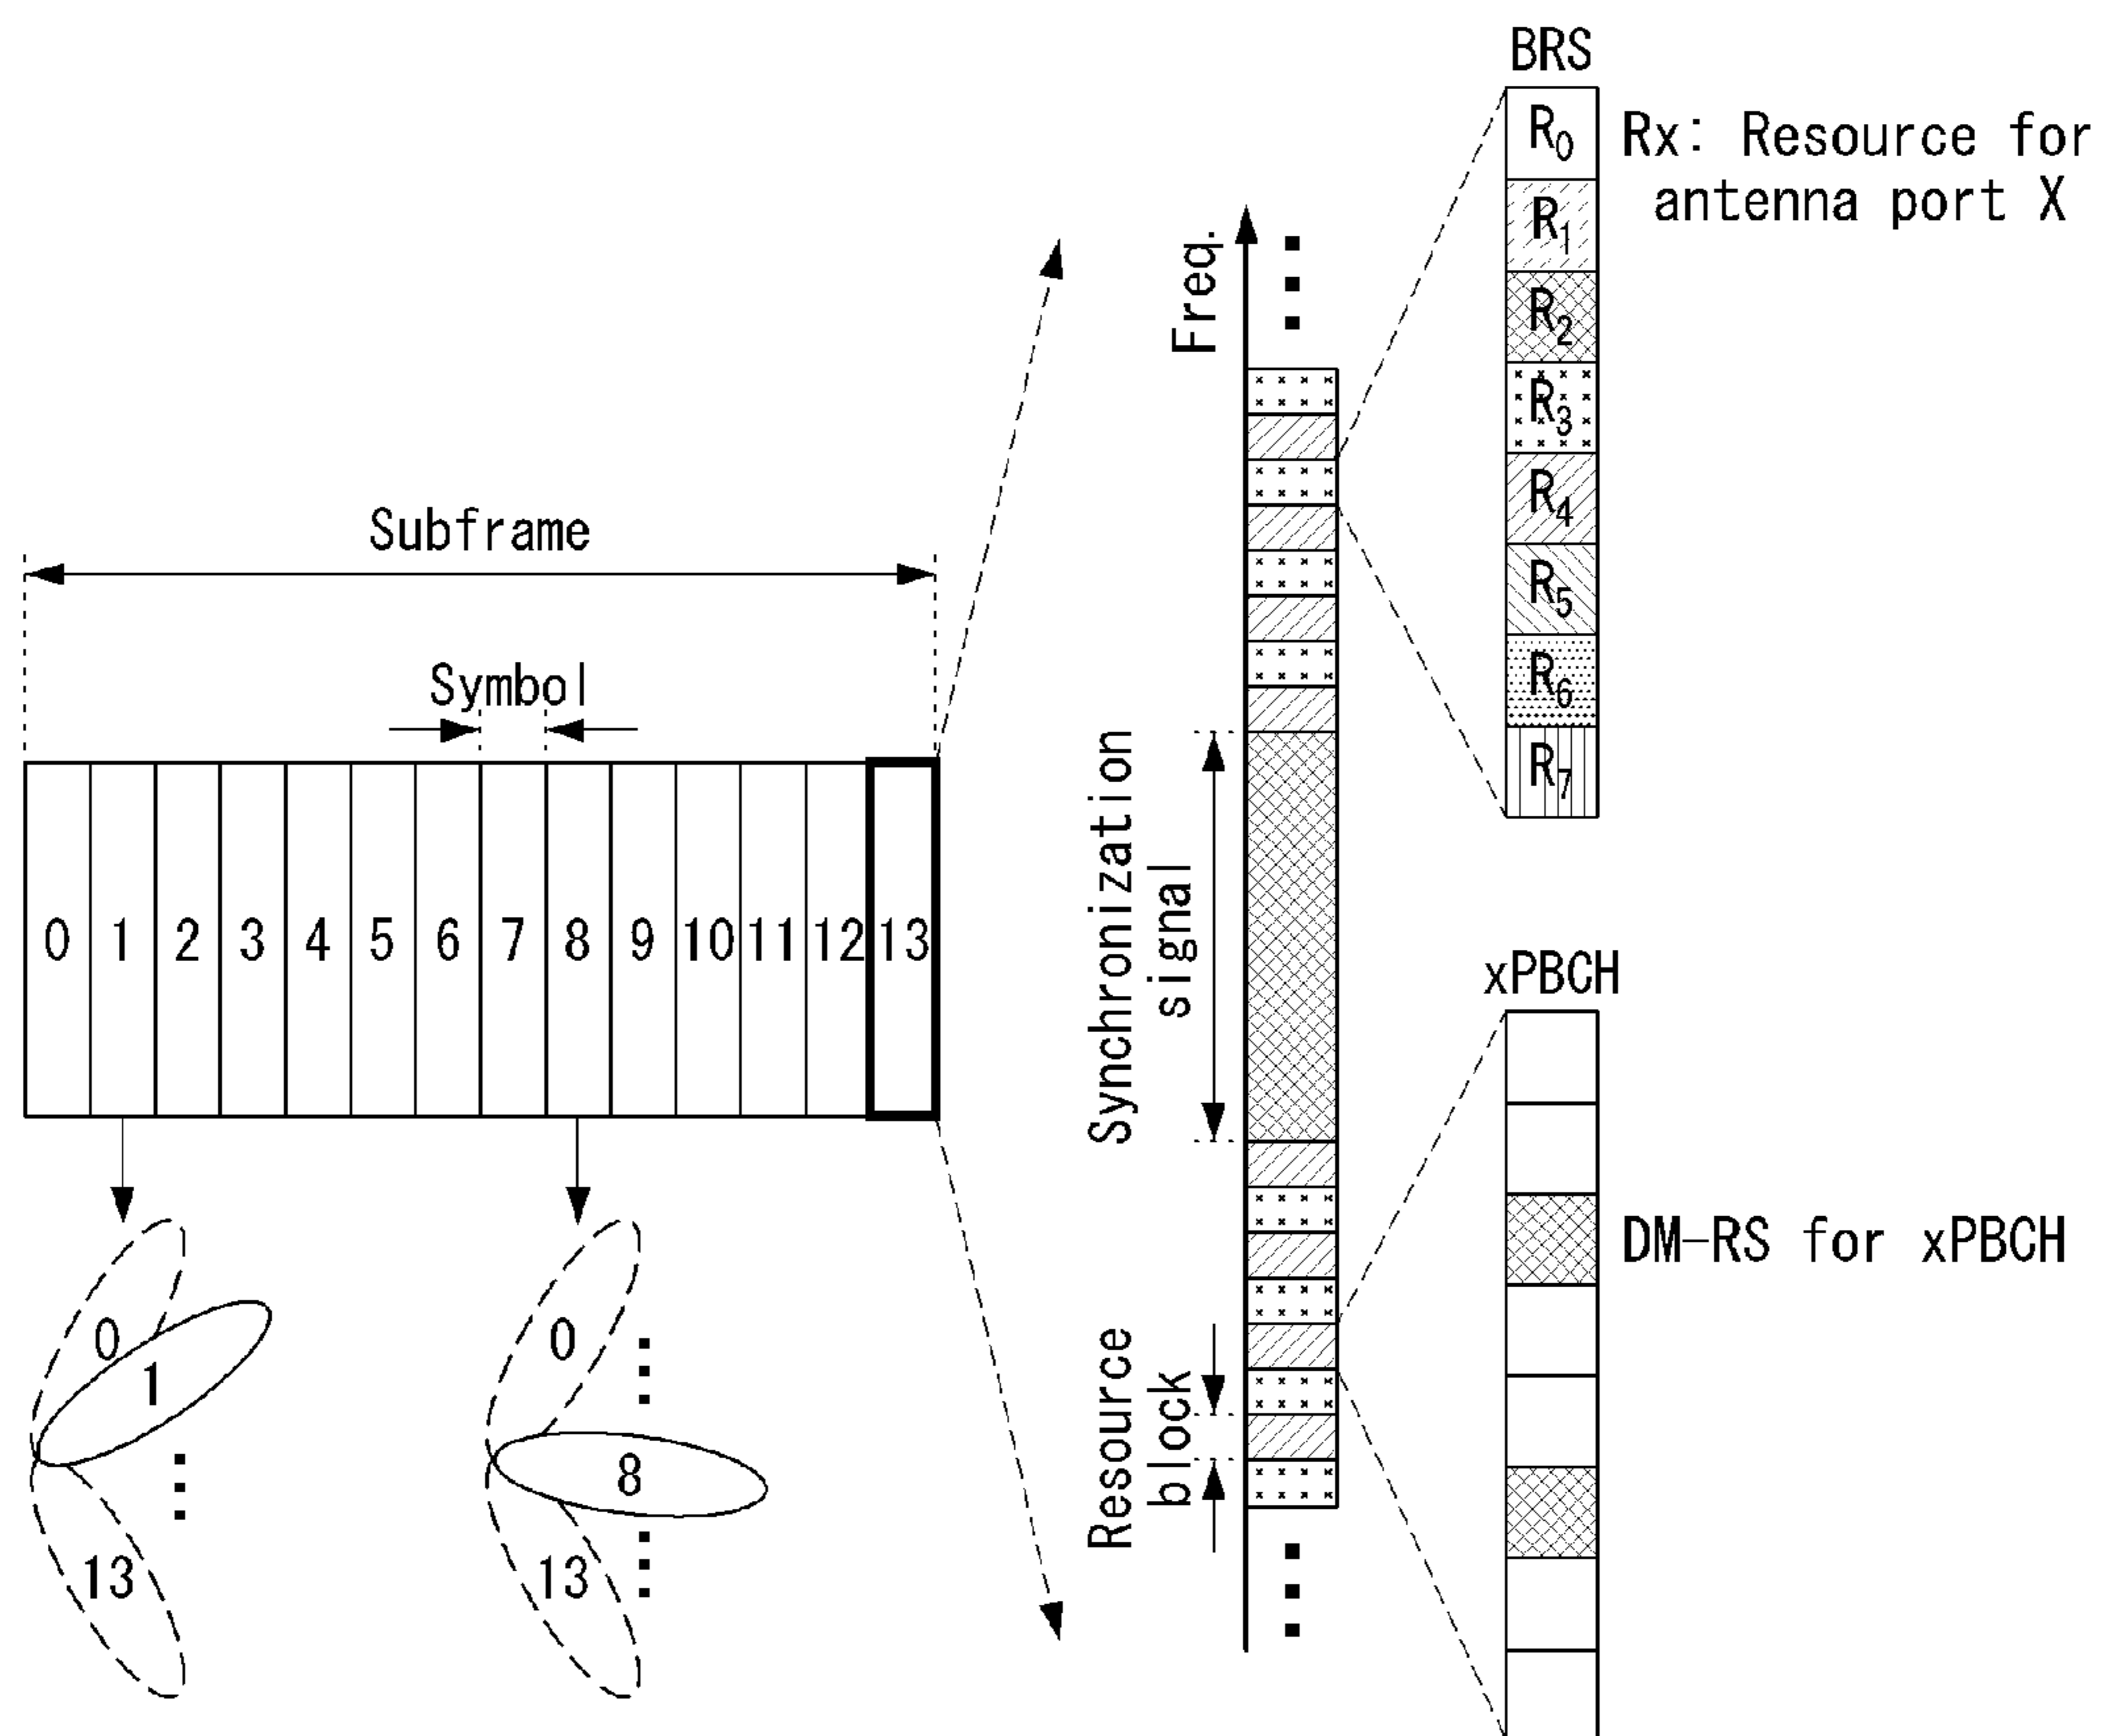 BRS
R0
Rx: Resource for
antenna port X
R1
R2
R3
R4
R5
R6
R7
Freq.
Subframe
Symbol
0 1 2 3 4 5 6 7 8 9 10 11 12 13
Synchronization
signal
xPBCH
DM-RS for xPBCH
Resource
block
0
1
13
0
8
13